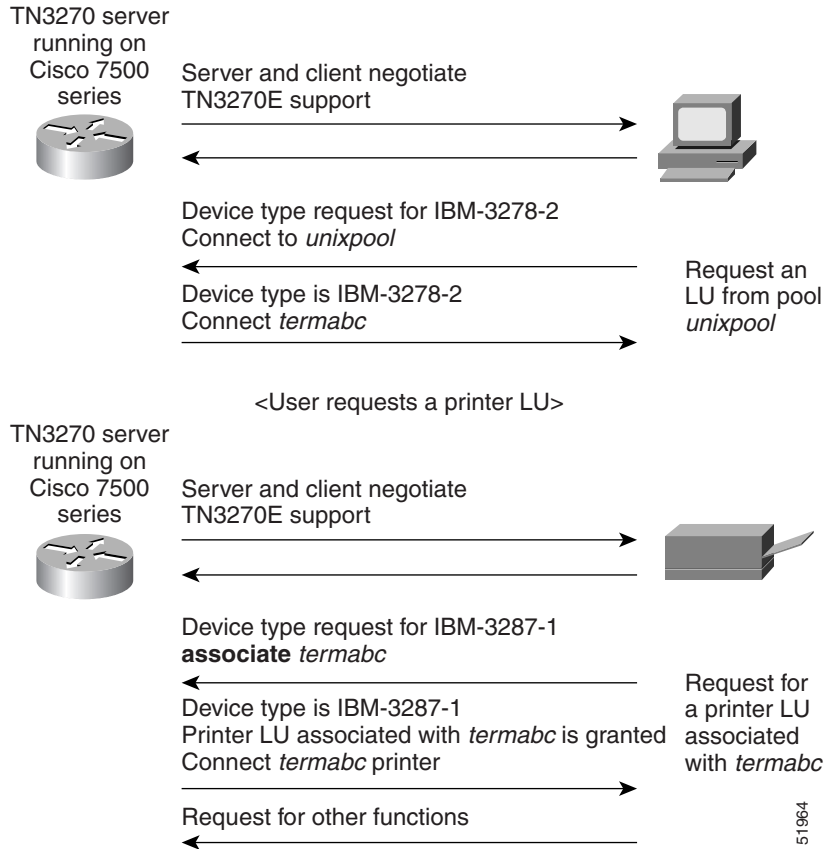 TN3270 server
running on
Cisco 7500
series
Server and client negotiate
TN3270E support
Device type request for IBM-3278-2
Connect to unixpool
Device type is IBM-3278-2
Connect termabc
Request an
LU from pool
unixpool
<User requests a printer LU>
TN3270 server
running on
Cisco 7500
series
Server and client negotiate
TN3270E support
Device type request for IBM-3287-1
associate termabc
Device type is IBM-3287-1
Printer LU associated with termabc is granted
Connect termabc printer
Request for
a printer LU
associated
with termabc
Request for other functions
51964